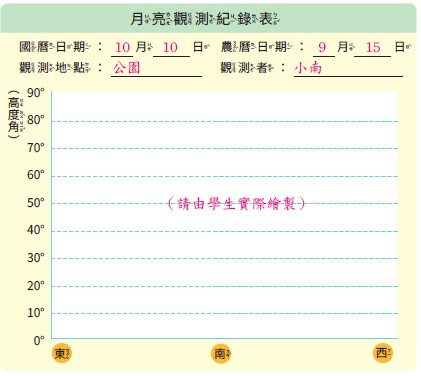 月亮觀測紀錄表
國曆日期：10月10日 農曆日期：9月15日
觀測地點：公園 觀測者：小南
（高度角）
90°
80°
70°
60°
50°
（請由學生實際繪製）
40°
30°
20°
10°
0°
東 南 西